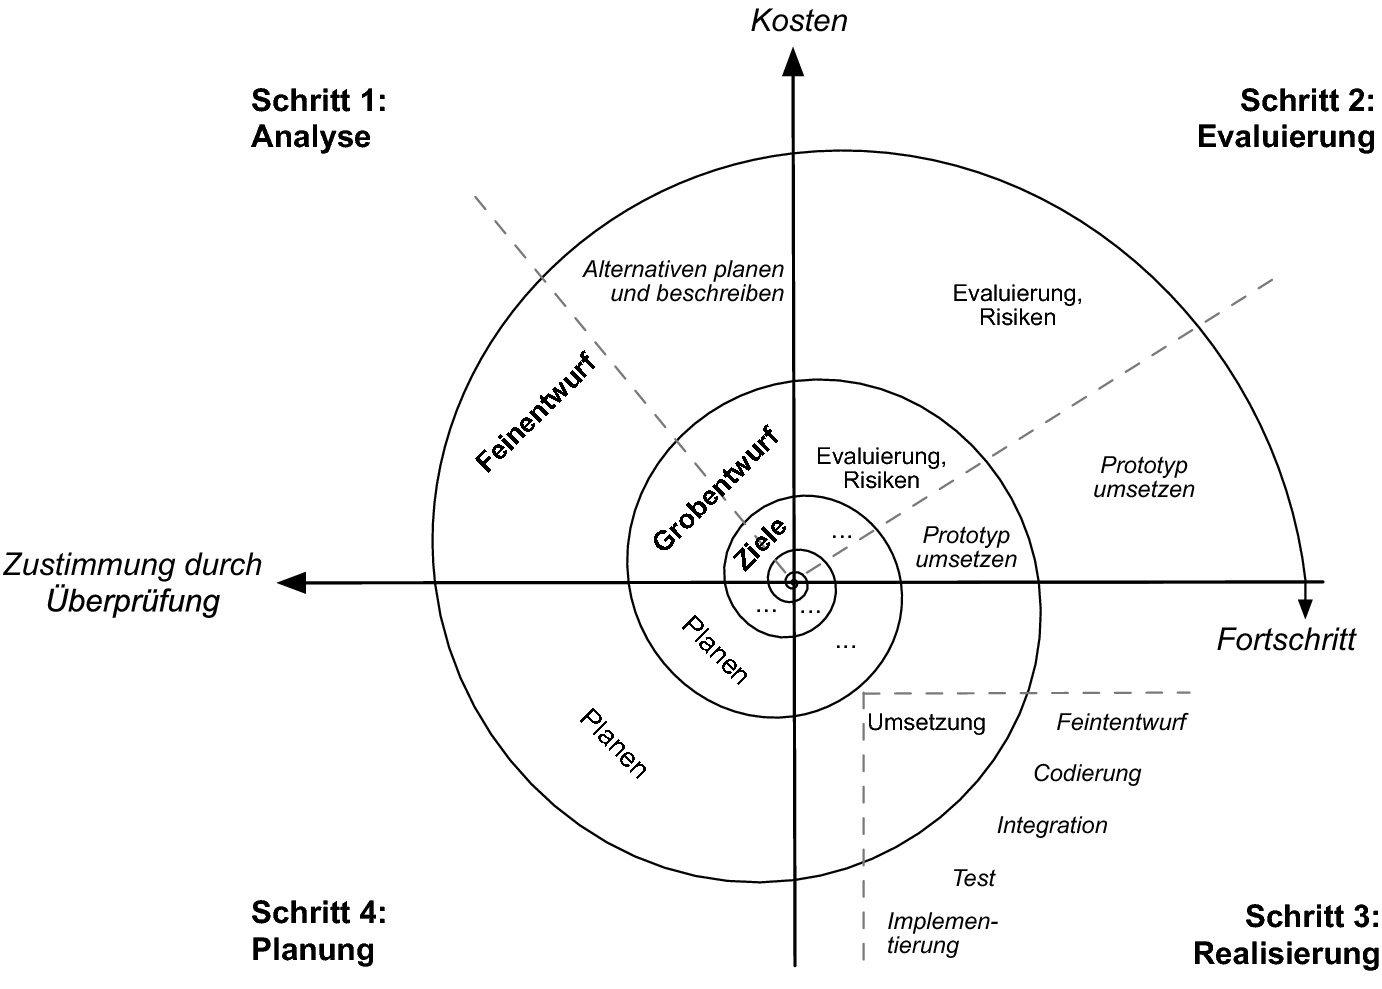 Kosten
Schritt 1:
Analyse
Schritt 2:
Evaluierung
Alternativen planen
und beschreiben
Evaluierung,
Risiken
Feinentwurf
Grobentwurf
Ziele
Evaluierung,
Risiken
Prototyp
umsetzen
Prototyp
umsetzen
...
Zustimmung durch
Überprüfung
Fortschritt
...
...
...
Planen
Planen
Umsetzung
Feintentwurf
Codierung
Integration
Test
Implemen-
tierung
Schritt 4:
Planung
Schritt 3:
Realisierung